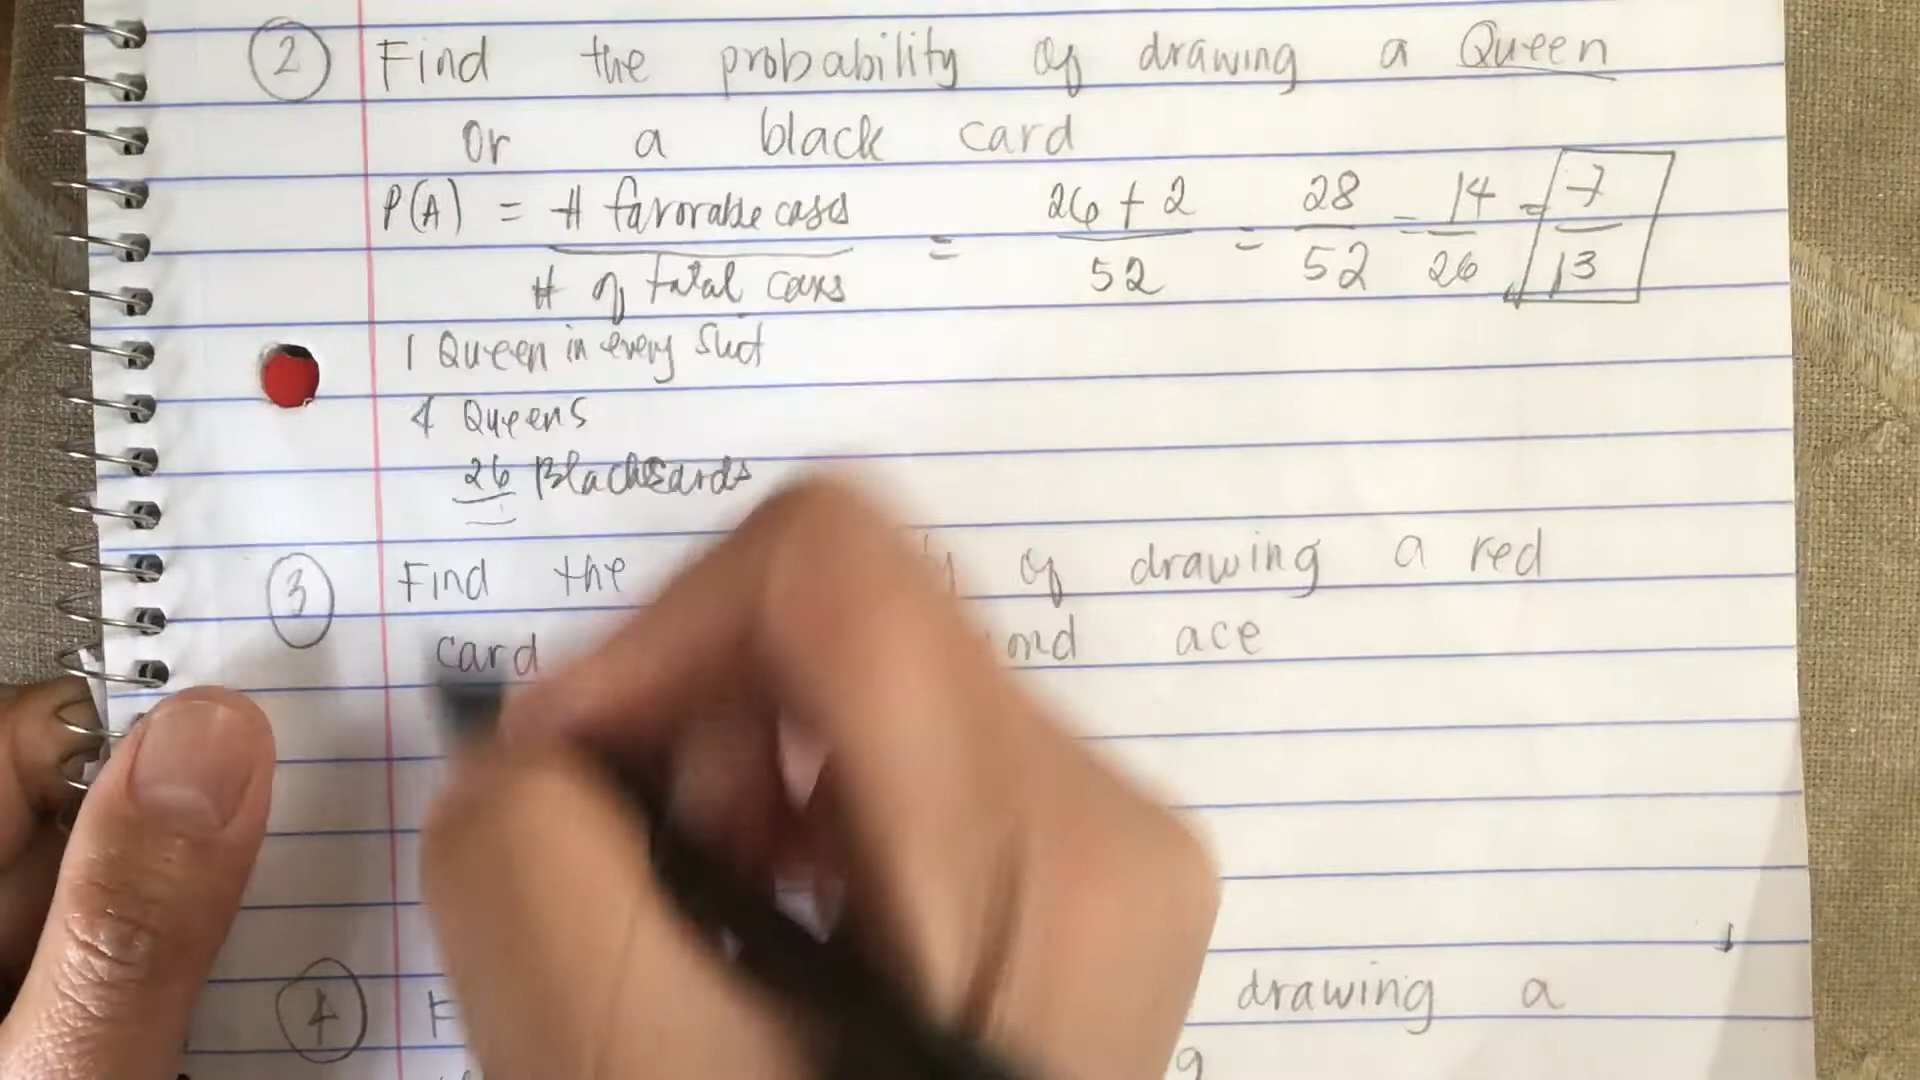 2 Find the probability of drawing a Queen
or a black card
P(A) = # favorable cases / # of total cases = 26 + 2 / 52 = 28 / 52 = 14 / 26 = 7 / 13
1 Queen in every suit
4 Queens
26 Black cards
3 Find the of drawing a red
card ace
4 F drawing a